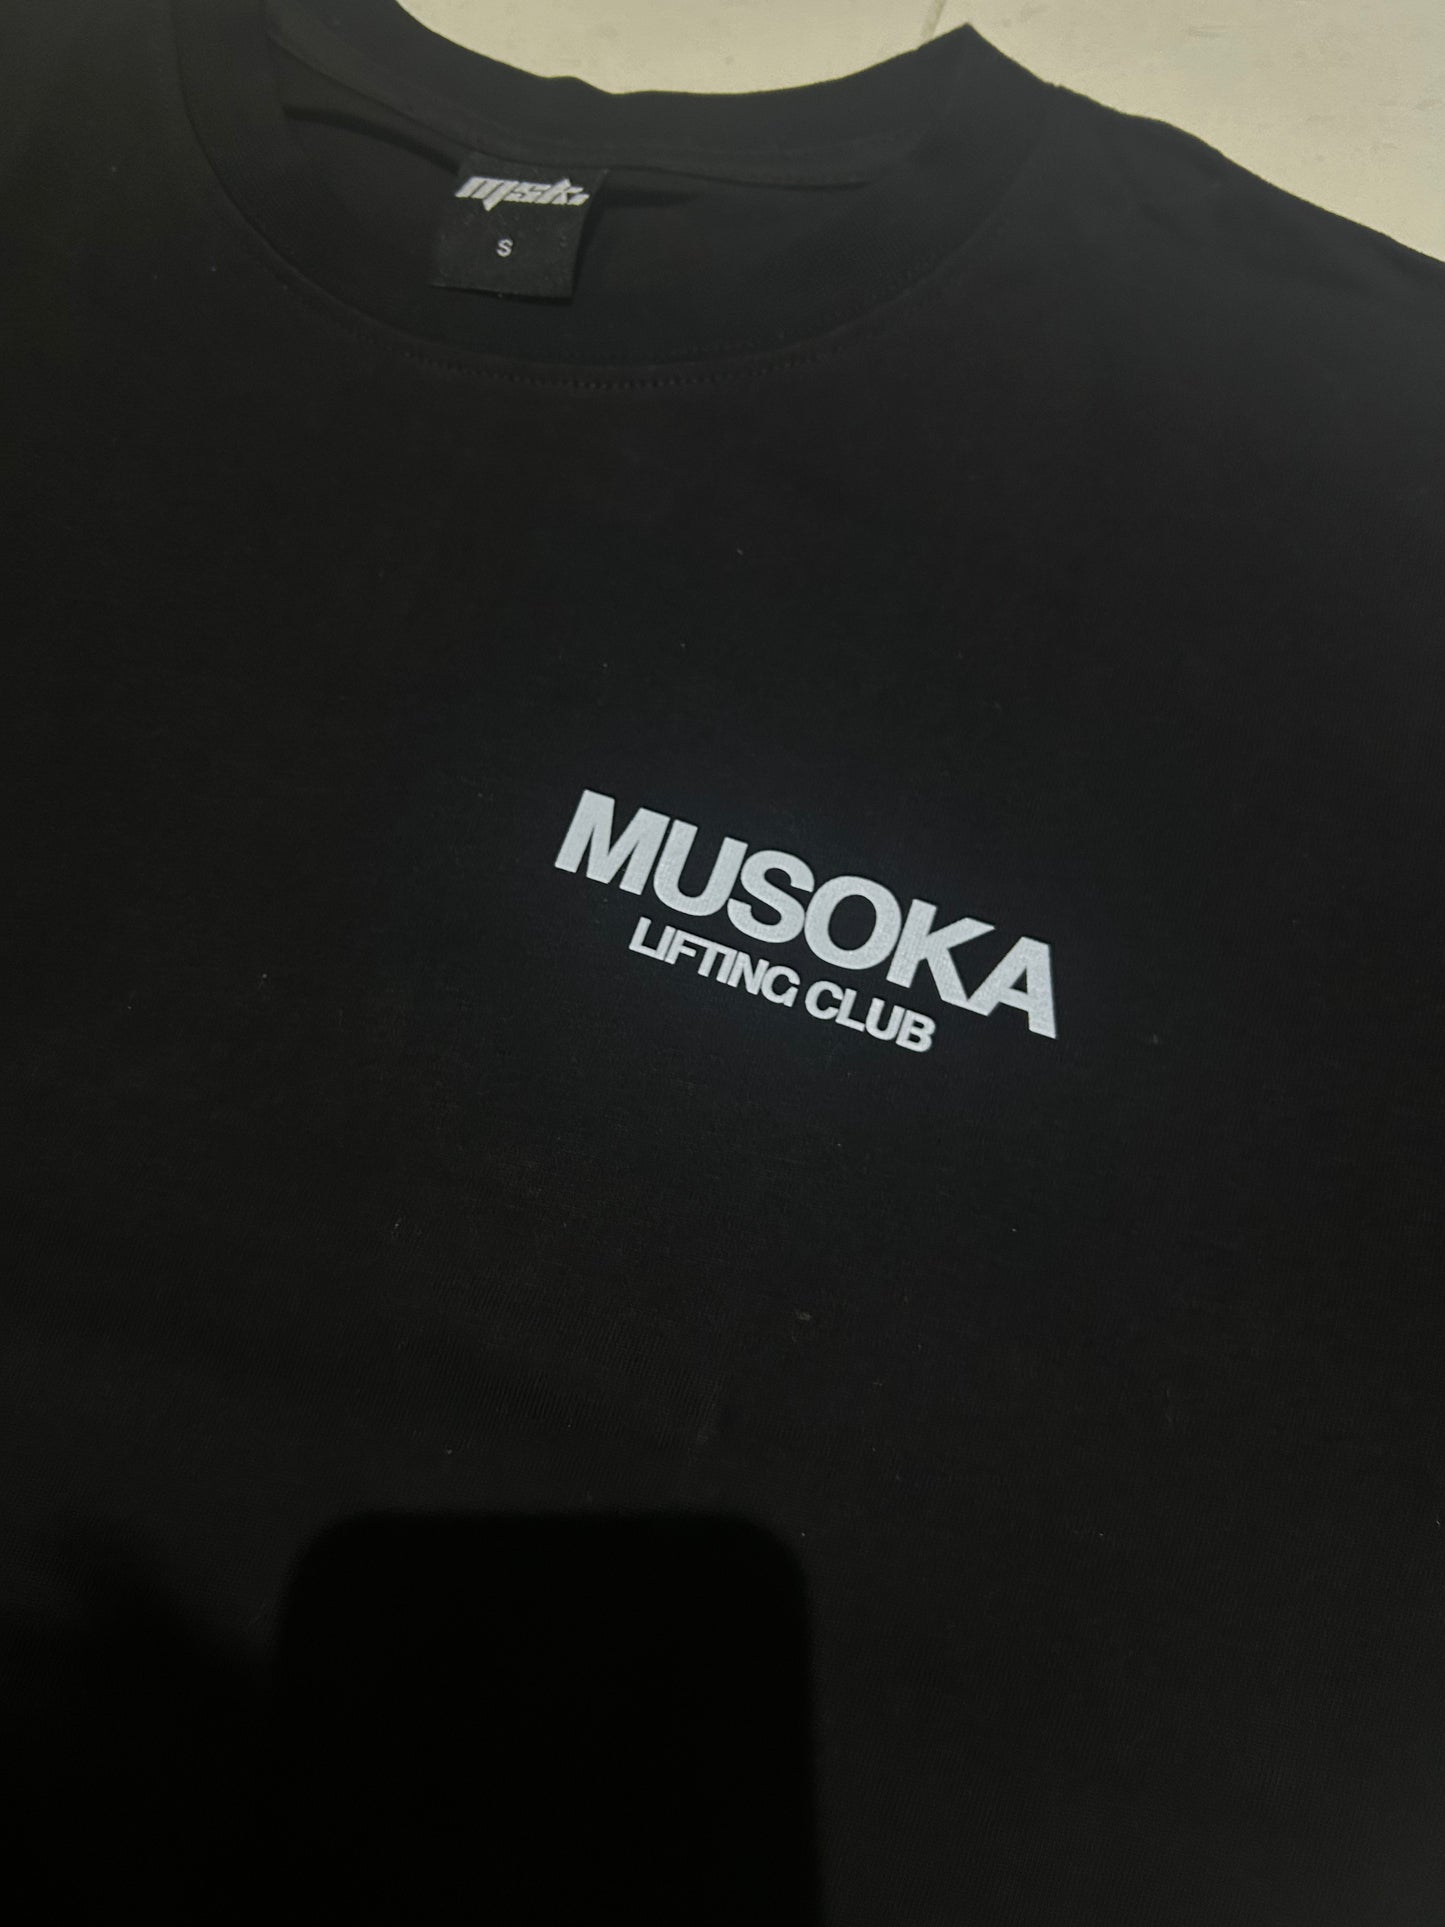 msk.
S
MUSOKA
LIFTING CLUB